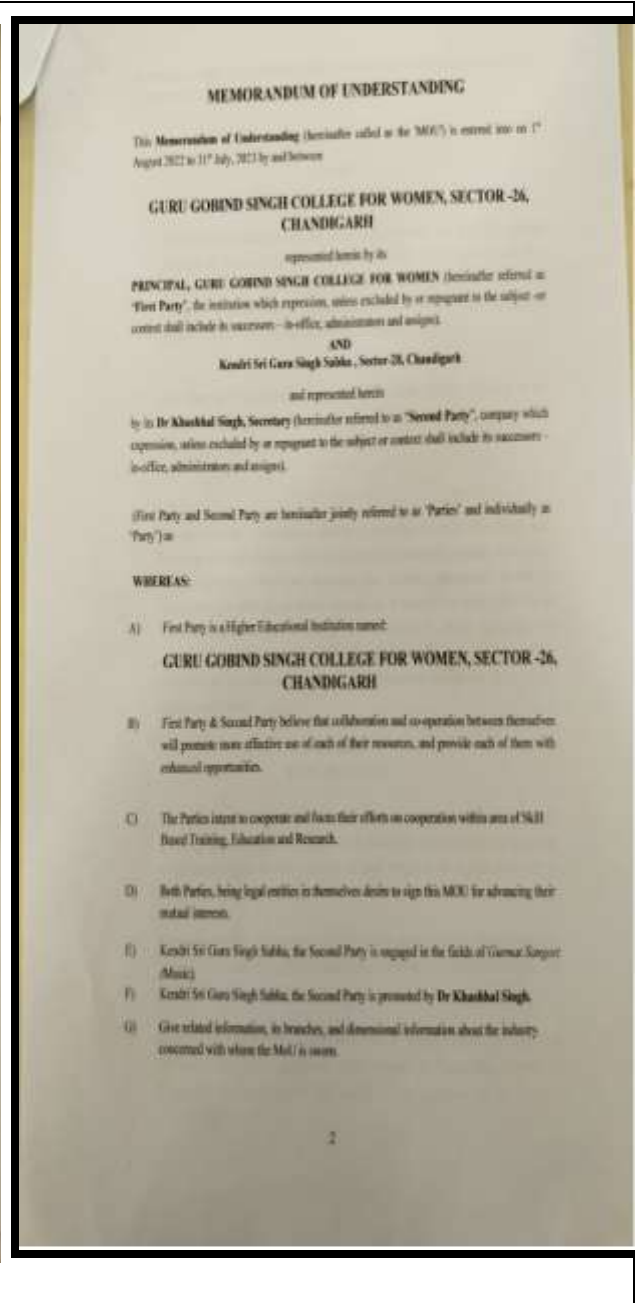 MEMORANDUM OF UNDERSTANDING
This Memorandum of Understanding (hereinafter called as the 'MOU') is entered into on 1st
August 2022 to 31st July, 2023 by and between
GURU GOBIND SINGH COLLEGE FOR WOMEN, SECTOR -26,
CHANDIGARH
represented herein by its
PRINCIPAL, GURU GOBIND SINGH COLLEGE FOR WOMEN (hereinafter referred as
'First Party', the institution which expression, unless excluded by or repugnant to the subject -or
context shall include its successors – in-office, administrators and assigns).
AND
Kendri Sri Guru Singh Sabha , Sector-28, Chandigarh
and represented herein
by its Dr Khushhal Singh, Secretary (hereinafter referred to as "Second Party", company which
expression, unless excluded by or repugnant to the subject or context shall include its successors -
in-office, administrators and assigns).
(First Party and Second Party are hereinafter jointly referred to as 'Parties' and individually as
'Party') as
WHEREAS:
A) First Party is a Higher Educational Institution named:
GURU GOBIND SINGH COLLEGE FOR WOMEN, SECTOR -26,
CHANDIGARH
B) First Party & Second Party believe that collaboration and co-operation between themselves
will promote more effective use of each of their resources, and provide each of them with
enhanced opportunities.
C) The Parties intent to cooperate and focus their efforts on cooperation within area of Skill
Based Training, Education and Research.
D) Both Parties, being legal entities in themselves desire to sign this MOU for advancing their
mutual interests.
E) Kendri Sri Guru Singh Sabha, the Second Party is engaged in the fields of Gurmat Sangeet
(Music)
F) Kendri Sri Guru Singh Sabha, the Second Party is promoted by Dr Khushhal Singh.
G) Give related information, its branches, and dimensional information about the industry
concerned with whom the MoU is sworn.
2